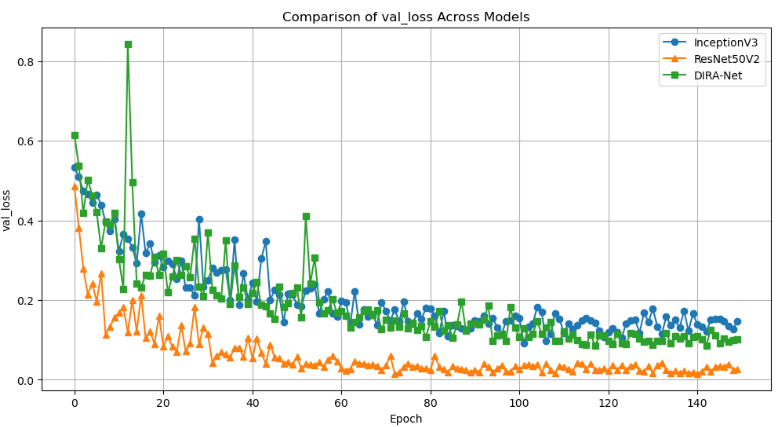 Comparison of val_loss Across Models
InceptionV3
ResNet50V2
DIRA-Net
0.8
0.6
0.4
0.2
0.0
val_loss
0 20 40 60 80 100 120 140
Epoch